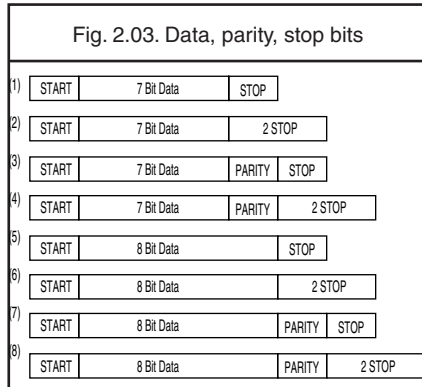 Fig. 2.03. Data, parity, stop bits
(1) START 7 Bit Data STOP
(2) START 7 Bit Data 2 STOP
(3) START 7 Bit Data PARITY STOP
(4) START 7 Bit Data PARITY 2 STOP
(5) START 8 Bit Data STOP
(6) START 8 Bit Data 2 STOP
(7) START 8 Bit Data PARITY STOP
(8) START 8 Bit Data PARITY 2 STOP